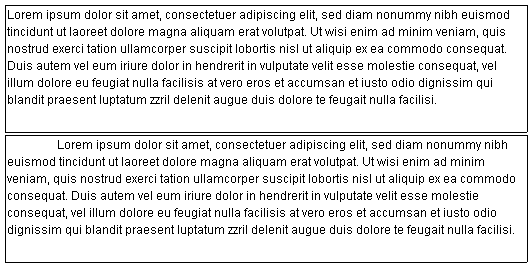 Lorem ipsum dolor sit amet, consectetuer adipiscing elit, sed diam nonummy nibh euismod
tincidunt ut laoreet dolore magna aliquam erat volutpat. Ut wisi enim ad minim veniam, quis
nostrud exerci tation ullamcorper suscipit lobortis nisl ut aliquip ex ea commodo consequat.
Duis autem vel eum iriure dolor in hendrerit in vulputate velit esse molestie consequat, vel
illum dolore eu feugiat nulla facilisis at vero eros et accumsan et iusto odio dignissim qui
blandit praesent luptatum zzril delenit augue duis dolore te feugait nulla facilisi.
Lorem ipsum dolor sit amet, consectetuer adipiscing elit, sed diam nonummy nibh
euismod tincidunt ut laoreet dolore magna aliquam erat volutpat. Ut wisi enim ad minim
veniam, quis nostrud exerci tation ullamcorper suscipit lobortis nisl ut aliquip ex ea commodo
consequat. Duis autem vel eum iriure dolor in hendrerit in vulputate velit esse molestie
consequat, vel illum dolore eu feugiat nulla facilisis at vero eros et accumsan et iusto odio
dignissim qui blandit praesent luptatum zzril delenit augue duis dolore te feugait nulla facilisi.